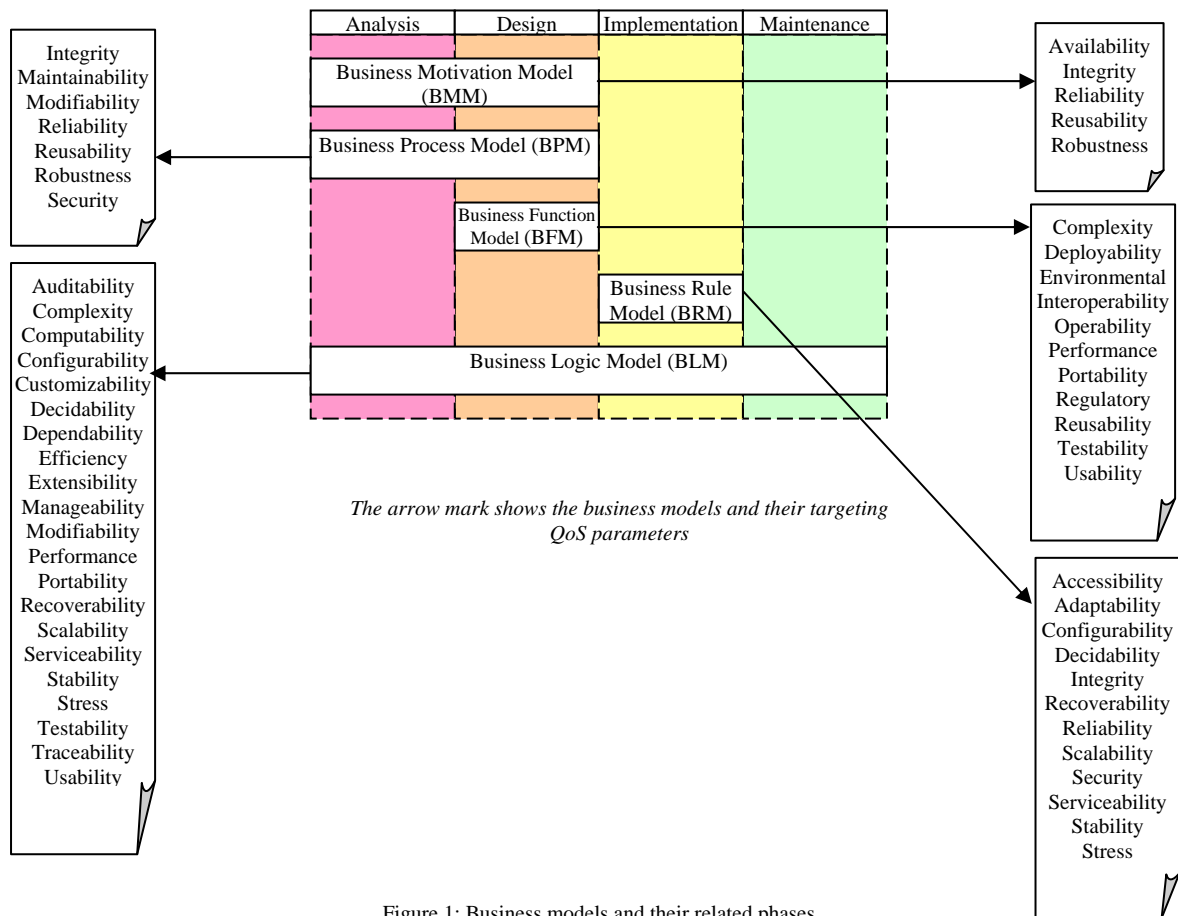 Analysis Design Implementation Maintenance
Integrity
Maintainability
Modifiability
Reliability
Reusability
Robustness
Security
Business Motivation Model
(BMM)
Business Process Model (BPM)
Business Function
Model (BFM)
Business Rule
Model (BRM)
Business Logic Model (BLM)
Availability
Integrity
Reliability
Reusability
Robustness
Auditability
Complexity
Computability
Configurability
Customizability
Decidability
Dependability
Efficiency
Extensibility
Manageability
Modifiability
Performance
Portability
Recoverability
Scalability
Serviceability
Stability
Stress
Testability
Traceability
Usability
Complexity
Deployability
Environmental
Interoperability
Operability
Performance
Portability
Regulatory
Reusability
Testability
Usability
The arrow mark shows the business models and their targeting
QoS parameters
Accessibility
Adaptability
Configurability
Decidability
Integrity
Recoverability
Reliability
Scalability
Security
Serviceability
Stability
Stress
Figure 1: Business models and their related phases